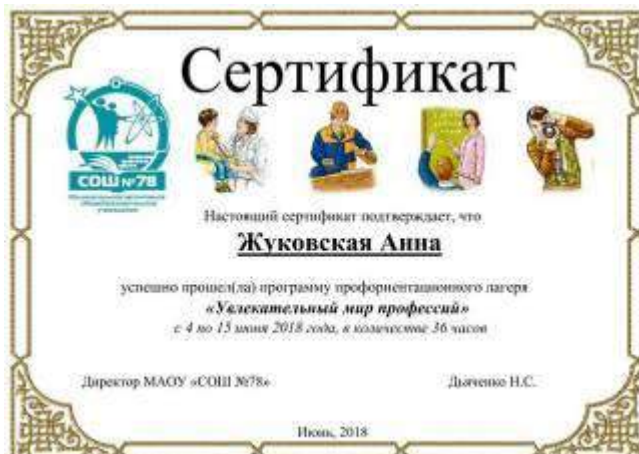 Сертификат
СОШ №78
Настоящий сертификат подтверждает, что
Жуковская Анна
успешно прошел(ла) программу профориентационного лагеря
«Увлекательный мир профессий»
с 4 по 15 июня 2018 года, в количестве 36 часов
Директор МАОУ «СОШ №78» Дьяченко Н.С.
Июнь, 2018